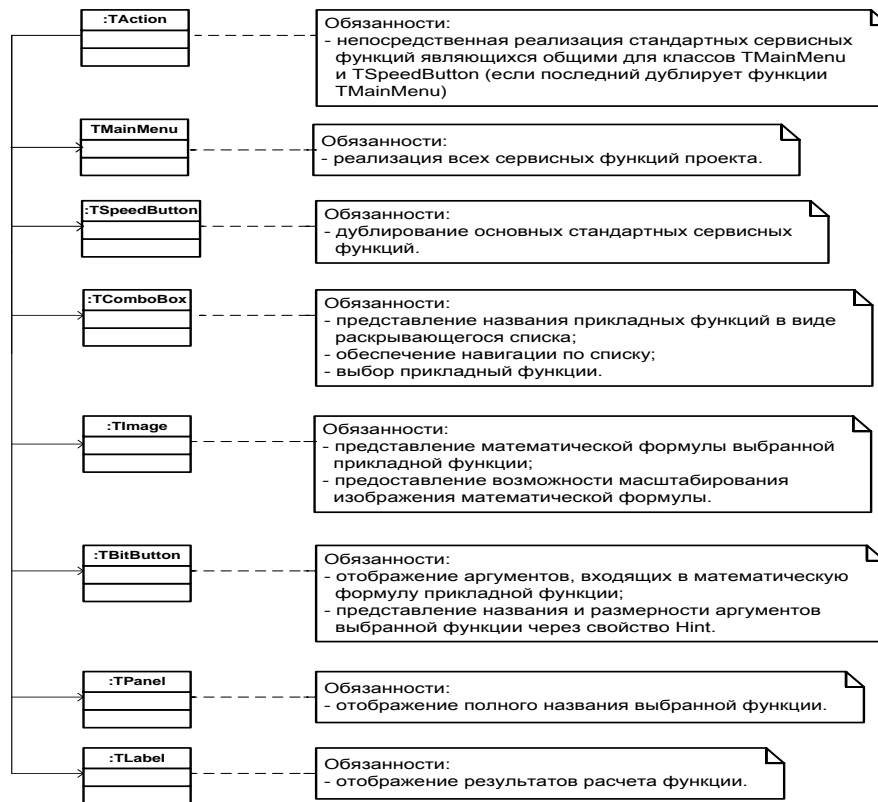 :TAction
Обязанности:
- непосредственная реализация стандартных сервисных
функций являющихся общими для классов TMainMenu
и TSpeedButton (если последний дублирует функции
TMainMenu)
TMainMenu
Обязанности:
- реализация всех сервисных функций проекта.
:TSpeedButton
Обязанности:
- дублирование основных стандартных сервисных
функций.
:TComboBox
Обязанности:
- представление названия прикладных функций в виде
раскрывающегося списка;
- обеспечение навигации по списку;
- выбор прикладный функции.
:TImage
Обязанности:
- представление математической формулы выбранной
прикладной функции;
- предоставление возможности масштабирования
изображения математической формулы.
:TBitButton
Обязанности:
- отображение аргументов, входящих в математическую
формулу прикладной функции;
- представление названия и размерности аргументов
выбранной функции через свойство Hint.
:TPanel
Обязанности:
- отображение полного названия выбранной функции.
:TLabel
Обязанности:
- отображение результатов расчета функции.